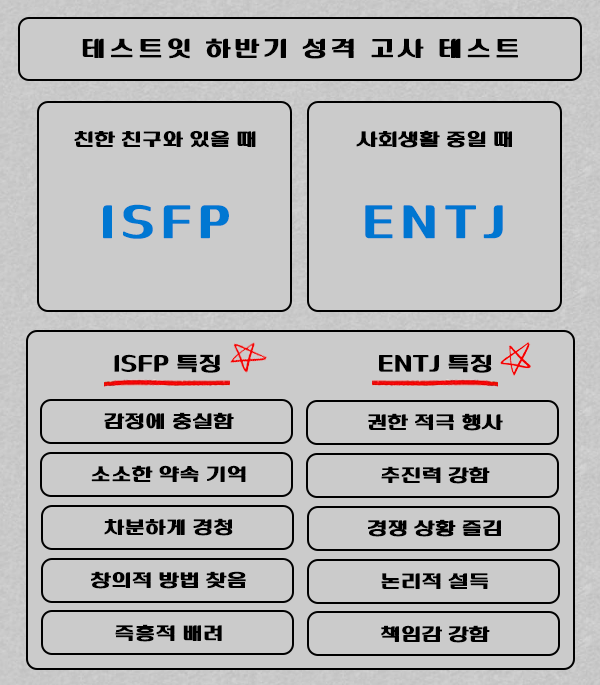 테스트잇 하반기 성격 고사 테스트
친한 친구와 있을 때
사회생활 중일 때
ISFP
ENTJ
ISFP 특징
ENTJ 특징
감정에 충실함
권한 적극 행사
소소한 약속 기억
추진력 강함
차분하게 경청
경쟁 상황 즐김
창의적 방법 찾음
논리적 설득
즉흥적 배려
책임감 강함